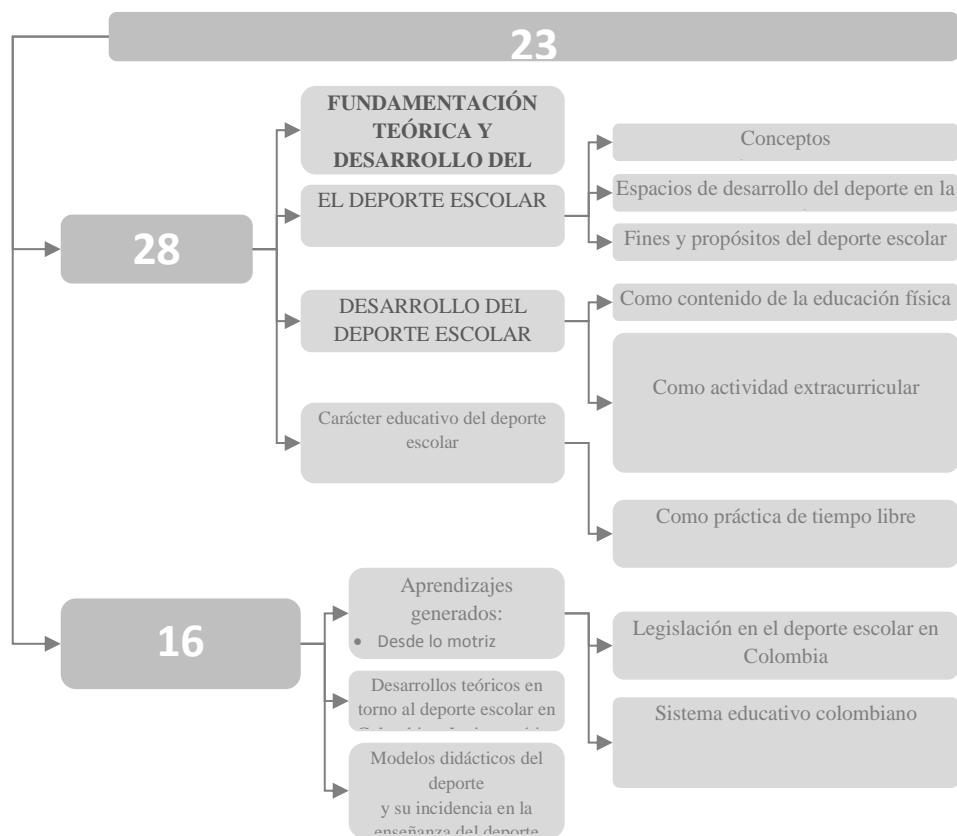 23
28
FUNDAMENTACIÓN
TEÓRICA Y
DESARROLLO DEL
EL DEPORTE ESCOLAR
Conceptos
Espacios de desarrollo del deporte en la
Fines y propósitos del deporte escolar
DESARROLLO DEL
DEPORTE ESCOLAR
Como contenido de la educación física
Como actividad extracurricular
Carácter educativo del deporte
escolar
Como práctica de tiempo libre
16
Aprendizajes
generados:
• Desde lo motriz
Legislación en el deporte escolar en
Colombia
Sistema educativo colombiano
Desarrollos teóricos en
torno al deporte escolar en
Modelos didácticos del
deporte
y su incidencia en la
enseñanza del deporte